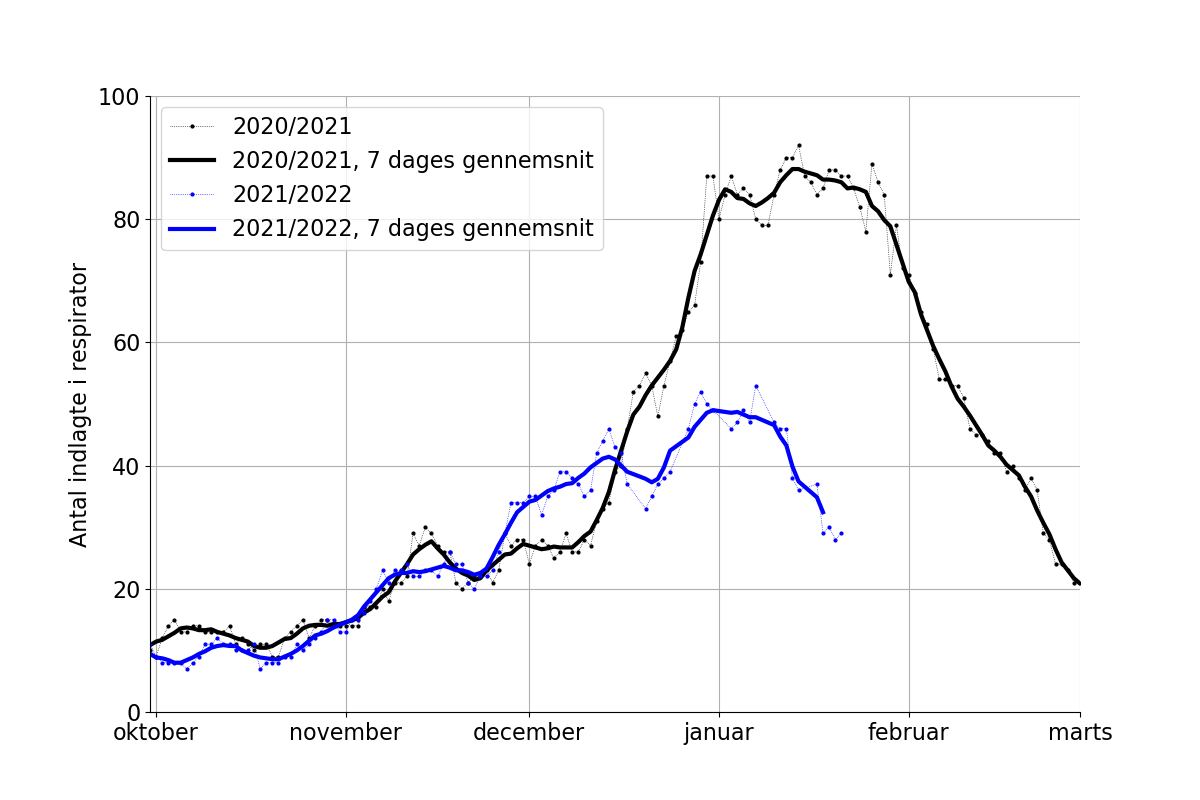 100
80
60
40
20
0
Antal indlagte i respirator
2020/2021
2020/2021, 7 dages gennemsnit
2021/2022
2021/2022, 7 dages gennemsnit
oktober november december januar februar marts